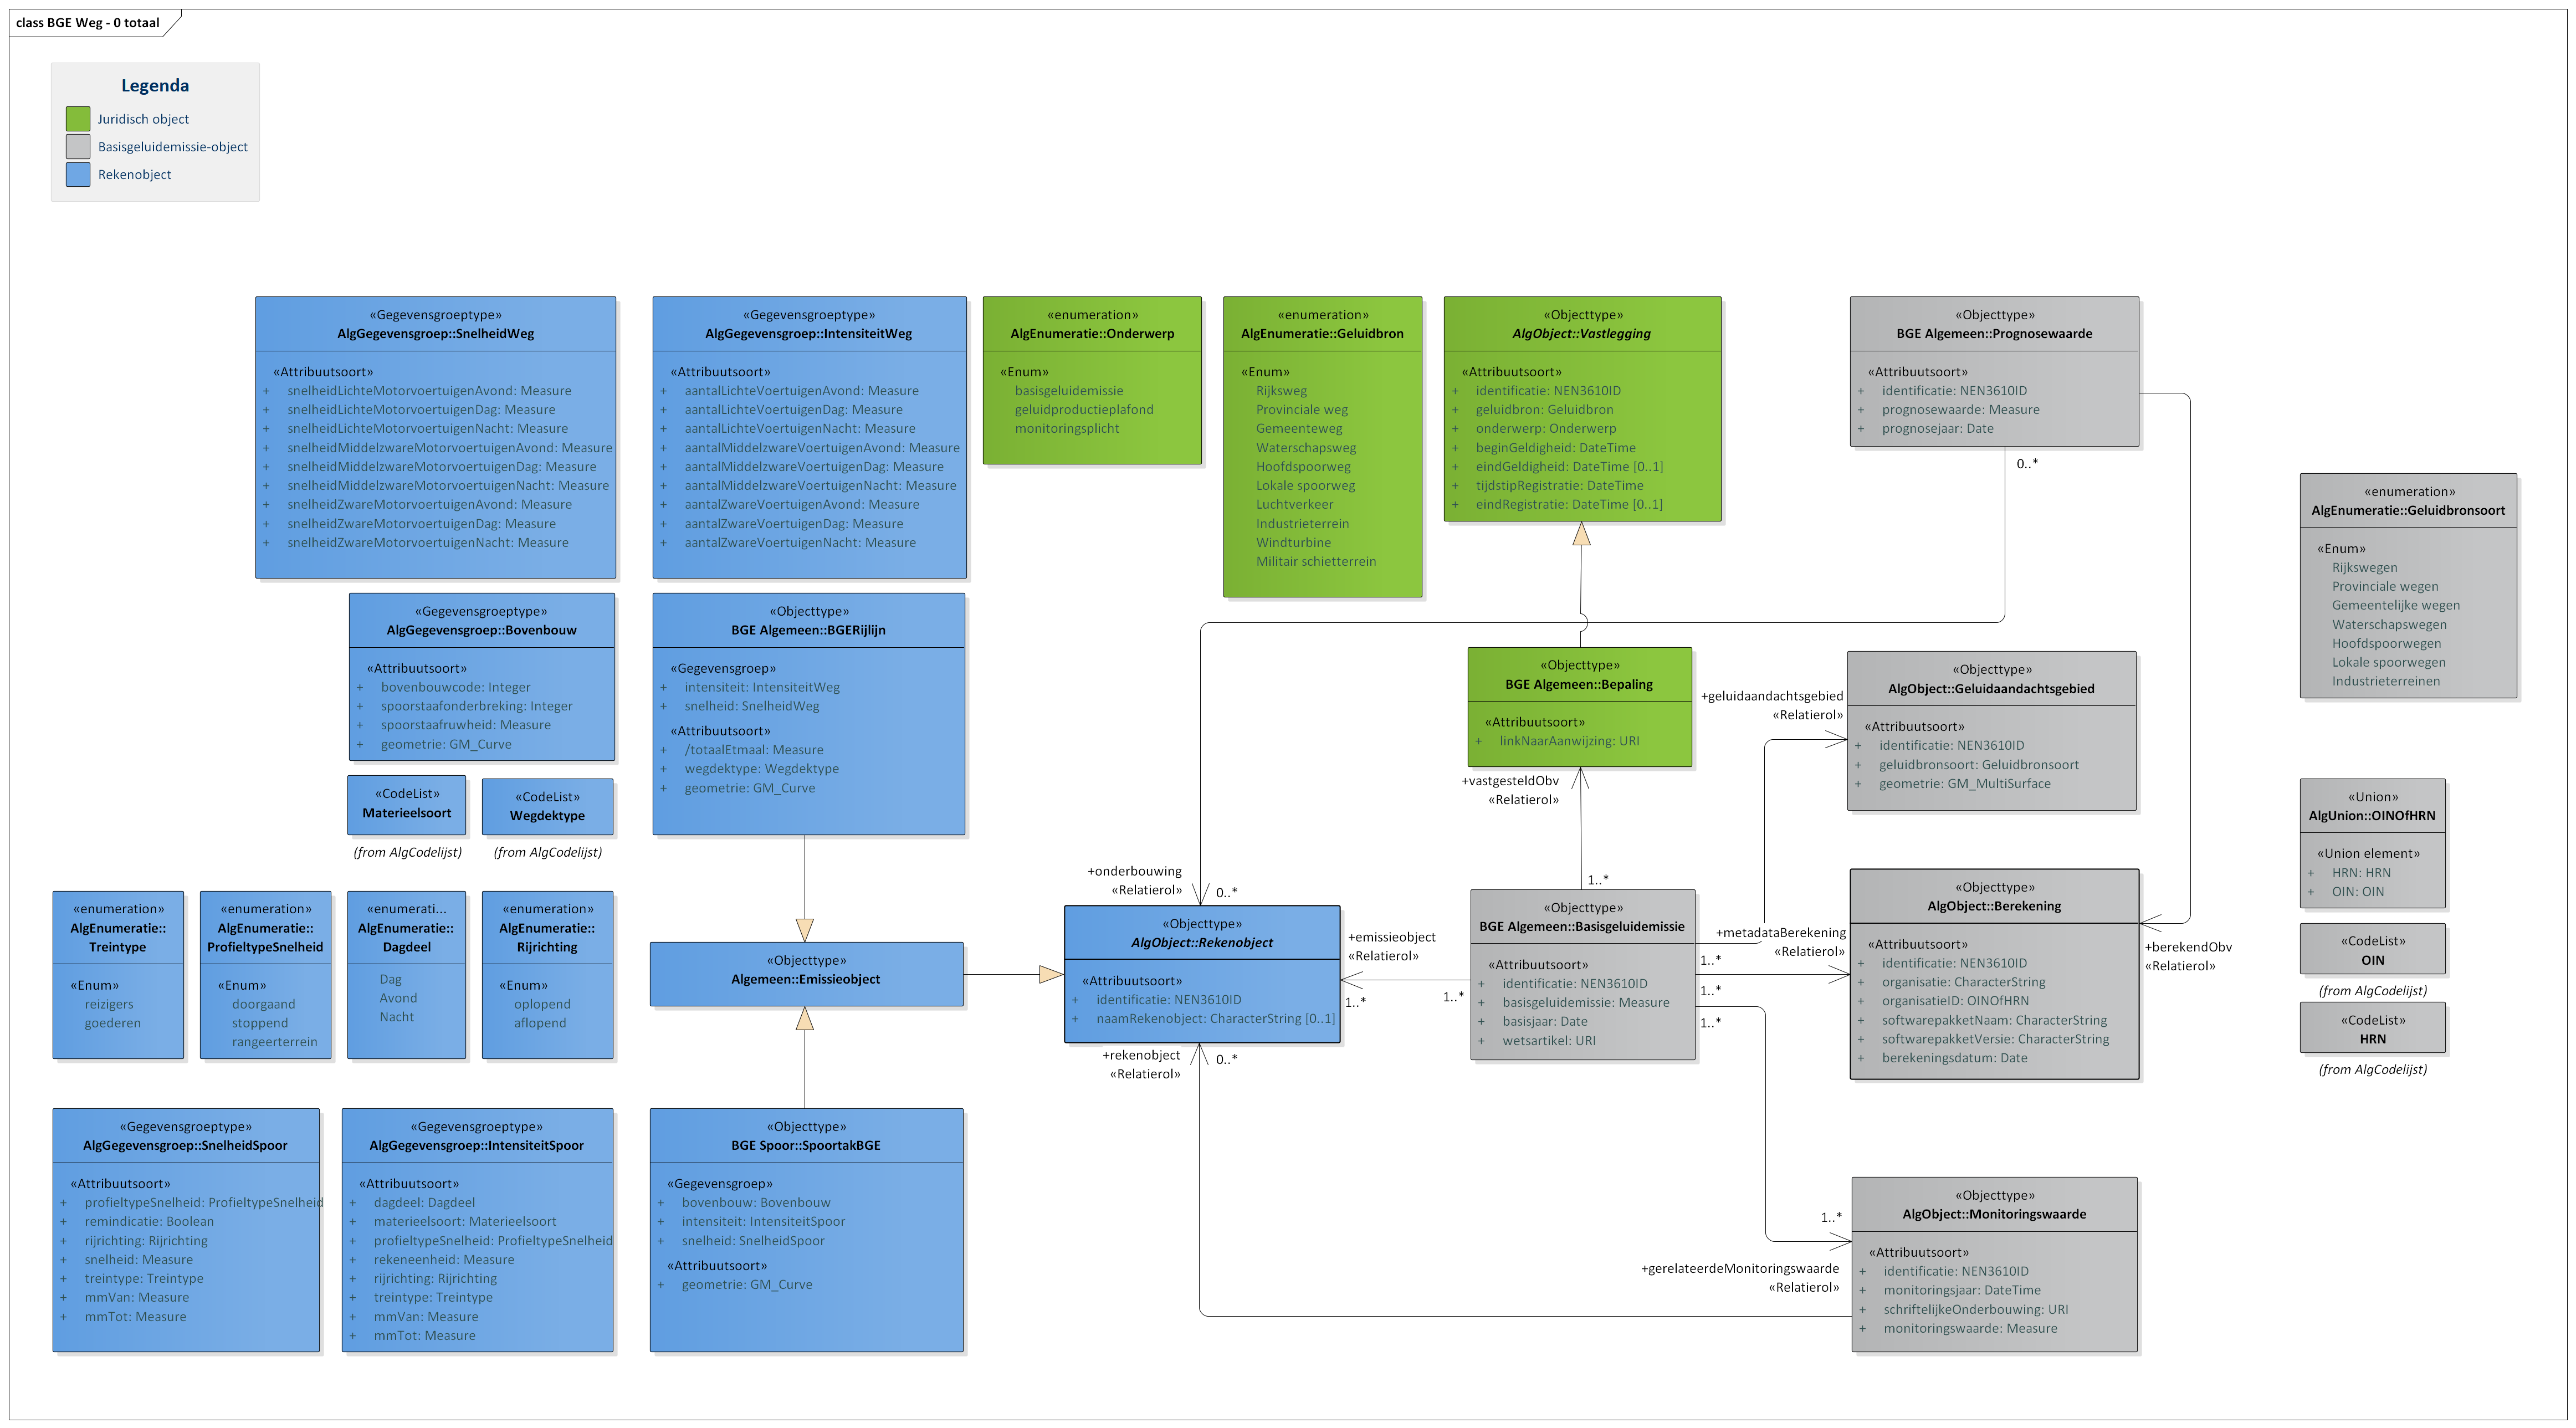 class BGE Weg - 0 totaal
Legenda
Juridisch object
Basisgeluidemissie-object
Rekenobject
«Gegevensgroeptype»
AlgGegevensgroep::SnelheidWeg
«Attribuutsoort»
+ snelheidLichteMotorvoertuigenAvond: Measure
+ snelheidLichteMotorvoertuigenDag: Measure
+ snelheidLichteMotorvoertuigenNacht: Measure
+ snelheidMiddelzwareMotorvoertuigenAvond: Measure
+ snelheidMiddelzwareMotorvoertuigenDag: Measure
+ snelheidMiddelzwareMotorvoertuigenNacht: Measure
+ snelheidZwareMotorvoertuigenAvond: Measure
+ snelheidZwareMotorvoertuigenDag: Measure
+ snelheidZwareMotorvoertuigenNacht: Measure
«Gegevensgroeptype»
AlgGegevensgroep::IntensiteitWeg
«Attribuutsoort»
+ aantalLichteVoertuigenAvond: Measure
+ aantalLichteVoertuigenDag: Measure
+ aantalLichteVoertuigenNacht: Measure
+ aantalMiddelzwareVoertuigenAvond: Measure
+ aantalMiddelzwareVoertuigenDag: Measure
+ aantalMiddelzwareVoertuigenNacht: Measure
+ aantalZwareVoertuigenAvond: Measure
+ aantalZwareVoertuigenDag: Measure
+ aantalZwareVoertuigenNacht: Measure
«enumeration»
AlgEnumeratie::Onderwerp
«Enum»
basisgeluidemissie
geluidproductieplafond
monitoringsplicht
«enumeration»
AlgEnumeratie::Geluidbron
«Enum»
Rijksweg
Provinciale weg
Gemeenteweg
Waterschapsweg
Hoofdspoorweg
Lokale spoorweg
Luchtverkeer
Industrieterrein
Windturbine
Militair schietterrein
«Objecttype»
AlgObject::Vastlegging
«Attribuutsoort»
+ identificatie: NEN3610ID
+ geluidbron: Geluidbron
+ onderwerp: Onderwerp
+ beginGeldigheid: DateTime
+ eindGeldigheid: DateTime [0..1]
+ tijdstipRegistratie: DateTime
+ eindRegistratie: DateTime [0..1]
«Objecttype»
BGE Algemeen::Prognosewaarde
«Attribuutsoort»
+ identificatie: NEN3610ID
+ prognosewaarde: Measure
+ prognosejaar: Date
0..*
«enumeration»
AlgEnumeratie::Geluidbronsoort
«Enum»
Rijkswegen
Provinciale wegen
Gemeentelijke wegen
Waterschapswegen
Hoofdspoorwegen
Lokale spoorwegen
Industrieterreinen
«Gegevensgroeptype»
AlgGegevensgroep::Bovenbouw
«Attribuutsoort»
+ bovenbouwcode: Integer
+ spoorstaafonderbreking: Integer
+ spoorstaafruwheid: Measure
+ geometrie: GM_Curve
«Objecttype»
BGE Algemeen::BGERijlijn
«Gegevensgroep»
+ intensiteit: IntensiteitWeg
+ snelheid: SnelheidWeg
«Attribuutsoort»
+ /totaalEtmaal: Measure
+ wegdektype: Wegdektype
+ geometrie: GM_Curve
«Objecttype»
BGE Algemeen::Bepaling
«Attribuutsoort»
+ linkNaarAanwijzing: URI
+geluidaandachtsgebied
«Relatierol»
«Objecttype»
AlgObject::Geluidaandachtsgebied
«Attribuutsoort»
+ identificatie: NEN3610ID
+ geluidbronsoort: Geluidbronsoort
+ geometrie: GM_MultiSurface
+vastgesteldObv
«Relatierol»
«CodeList»
Materieelsoort
(from AlgCodelijst)
«CodeList»
Wegdektype
(from AlgCodelijst)
«Union»
AlgUnion::OINOfHRN
«Union element»
+ HRN: HRN
+ OIN: OIN
«CodeList»
OIN
(from AlgCodelijst)
«CodeList»
HRN
(from AlgCodelijst)
«enumeration»
AlgEnumeratie::
Treintype
«Enum»
reizigers
goederen
«enumeration»
AlgEnumeratie::
ProfieltypeSnelheid
«Enum»
doorgaand
stoppend
rangeerterrein
«enumerati...
AlgEnumeratie::
Dagdeel
Dag
Avond
Nacht
«enumeration»
AlgEnumeratie::
Rijrichting
«Enum»
oplopend
aflopend
«Objecttype»
Algemeen::Emissieobject
+onderbouwing
«Relatierol»
0..*
«Objecttype»
AlgObject::Rekenobject
«Attribuutsoort»
+ identificatie: NEN3610ID
+ naamRekenobject: CharacterString [0..1]
+rekenobject
«Relatierol»
0..*
+emissieobject
«Relatierol»
1..*
1..*
1..*
«Objecttype»
BGE Algemeen::Basisgeluidemissie
«Attribuutsoort»
+ identificatie: NEN3610ID
+ basisgeluidemissie: Measure
+ basisjaar: Date
+ wetsartikel: URI
+metadataBerekening
«Relatierol»
1..*
1..*
1..*
«Objecttype»
AlgObject::Berekening
«Attribuutsoort»
+ identificatie: NEN3610ID
+ organisatie: CharacterString
+ organisatieID: OINOfHRN
+ softwarepakketNaam: CharacterString
+ softwarepakketVersie: CharacterString
+ berekeningsdatum: Date
+berekendObv
«Relatierol»
«Gegevensgroeptype»
AlgGegevensgroep::SnelheidSpoor
«Attribuutsoort»
+ profieltypeSnelheid: ProfieltypeSnelheid
+ remindicatie: Boolean
+ rijrichting: Rijrichting
+ snelheid: Measure
+ treintype: Treintype
+ mmVan: Measure
+ mmTot: Measure
«Gegevensgroeptype»
AlgGegevensgroep::IntensiteitSpoor
«Attribuutsoort»
+ dagdeel: Dagdeel
+ materieelsoort: Materieelsoort
+ profieltypeSnelheid: ProfieltypeSnelheid
+ rekeneenheid: Measure
+ rijrichting: Rijrichting
+ treintype: Treintype
+ mmVan: Measure
+ mmTot: Measure
«Objecttype»
BGE Spoor::SpoortakBGE
«Gegevensgroep»
+ bovenbouw: Bovenbouw
+ intensiteit: IntensiteitSpoor
+ snelheid: SnelheidSpoor
«Attribuutsoort»
+ geometrie: GM_Curve
1..*
+gerelateerdeMonitoringswaarde
«Relatierol»
«Objecttype»
AlgObject::Monitoringswaarde
«Attribuutsoort»
+ identificatie: NEN3610ID
+ monitoringsjaar: DateTime
+ schriftelijkeOnderbouwing: URI
+ monitoringswaarde: Measure